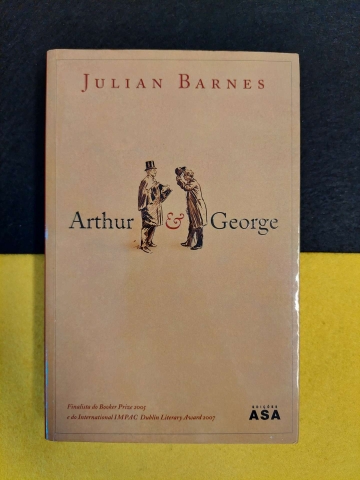 JULIAN BARNES
Arthur & George
Finalista do Booker Prize 2005
e do International IMPAC Dublin Literary Award 2007
EDIÇÕES
ASA